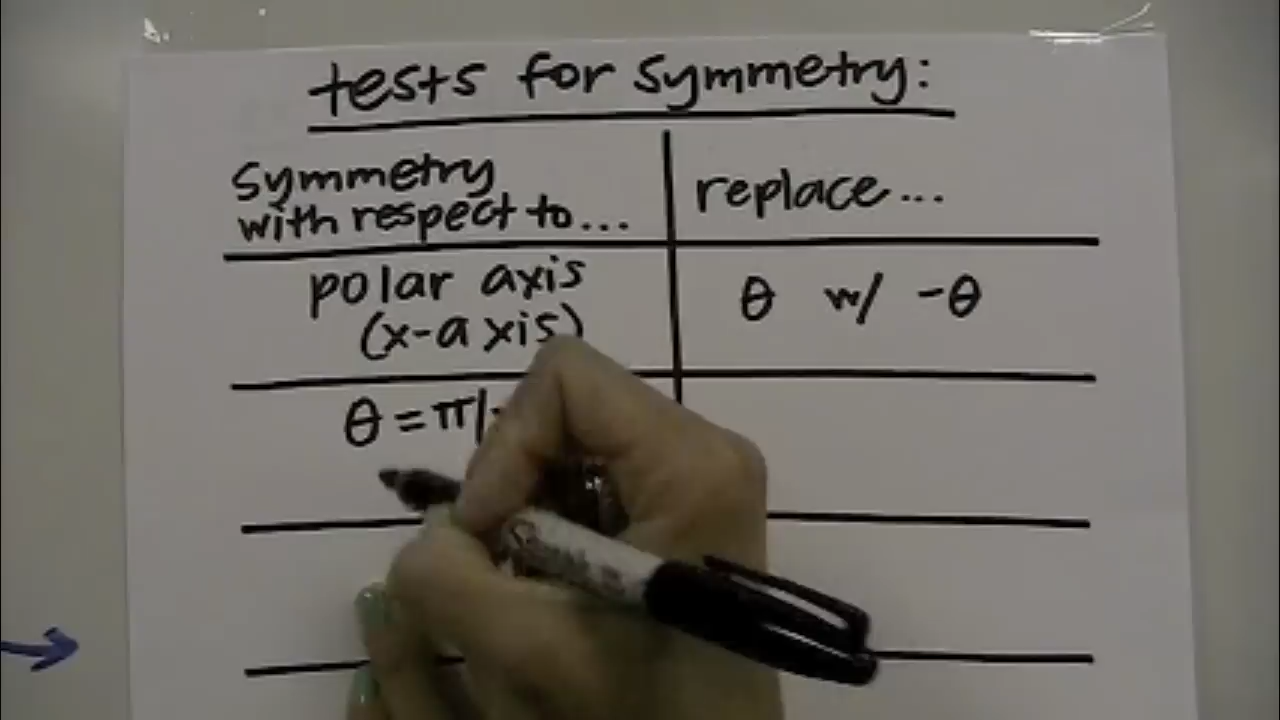 tests for symmetry:
symmetry
with respect to...
replace...
polar axis
(x-axis)
θ w/ -θ
θ = π/